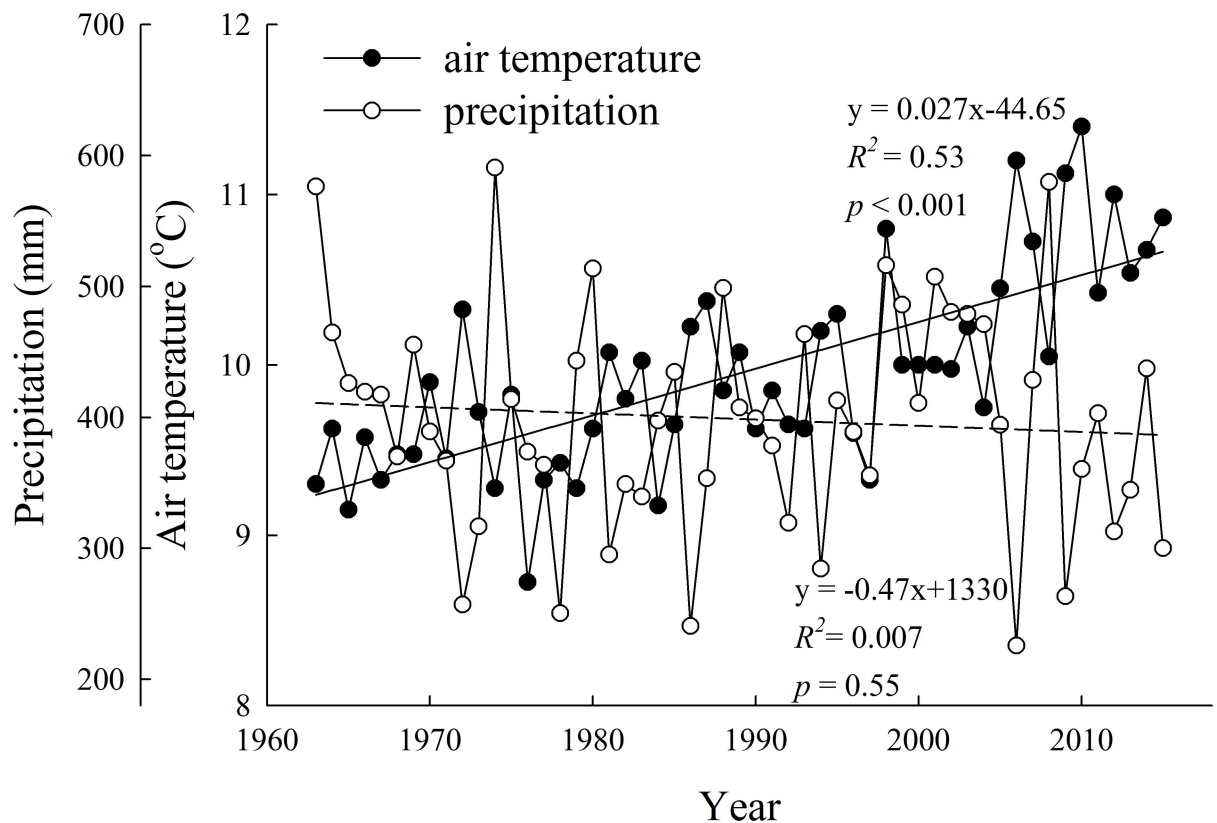 700
600
500
400
300
200
Precipitation (mm)
Air temperature (°C)
12
11
10
9
8
air temperature
precipitation
y = 0.027x-44.65
R² = 0.53
p < 0.001
y = -0.47x+1330
R²= 0.007
p = 0.55
1960 1970 1980 1990 2000 2010
Year